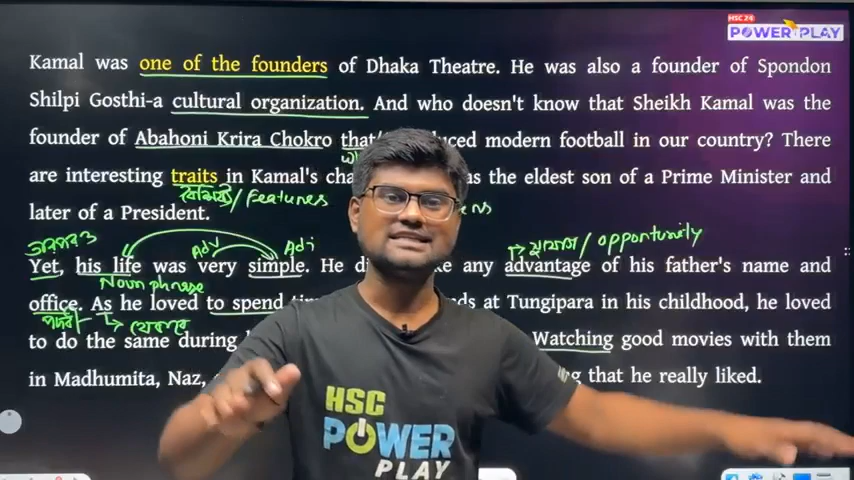 HSC 24
POWER PLAY
Kamal was one of the founders of Dhaka Theatre. He was also a founder of Spondon
Shilpi Gosthi-a cultural organization. And who doesn't know that Sheikh Kamal was the
founder of Abahoni Krira Chokro that/ modern football in our country? There
are interesting traits in Kamal's as the eldest son of a Prime Minister and
বৈশিষ্ট্য / Features
later of a President.
তারপরও Adv Adj সুযোগ / opportunity
Yet, his life was very simple. He any advantage of his father's name and
Noun phrase
office. As he loved to spend at Tungipara in his childhood, he loved
পদবী যেভাবে
to do the same during Watching good movies with them
in Madhumita, Naz, that he really liked.
HSC
POWER
PLAY